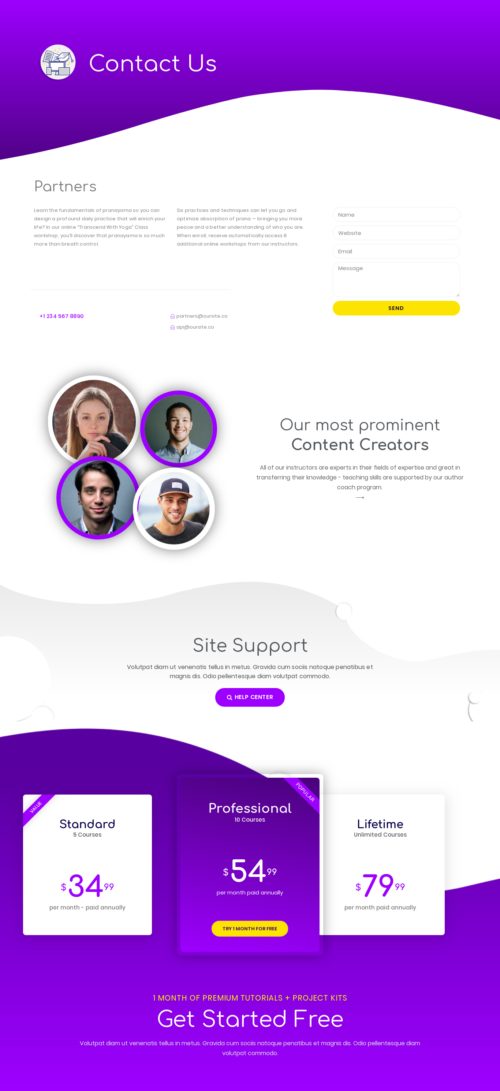 Contact Us
Partners
Learn the fundamentals of pranayama so you can
design a profound daily practice that will enrich your
life? In our online "Transcend With Yoga" Class
workshop, you'll discover that pranayama is so much
more than breath control.
Six practices and techniques can let you go and
optimize absorption of prana – bringing you more
peace and a better understanding of who you are.
When enroll receive automatically access 8
additional online workshops from our instructors
Name
Website
Email
Message
SEND
+1 234 567 8890
partners@oursite.co
api@oursite.co
Our most prominent
Content Creators
All of our instructors are experts in their fields of expertise and great in
transferring their knowledge - teaching skills are supported by our author
coach program.
Site Support
Volutpat diam ut venenatis tellus in metus. Gravida cum sociis natoque penatibus et
magnis dis. Odio pellentesque diam volutpat commodo.
HELP CENTER
VALUE
Standard
5 Courses
$34.99
per month - paid annually
POPULAR
Professional
10 Courses
$54.99
per month paid annually
TRY 1 MONTH FOR FREE
Lifetime
Unlimited Courses
$79.99
per month paid annually
1 MONTH OF PREMIUM TUTORIALS + PROJECT KITS
Get Started Free
Volutpat diam ut venenatis tellus in metus. Gravida cum sociis natoque penatibus et magnis dis. Odio pellentesque diam
volutpat commodo.